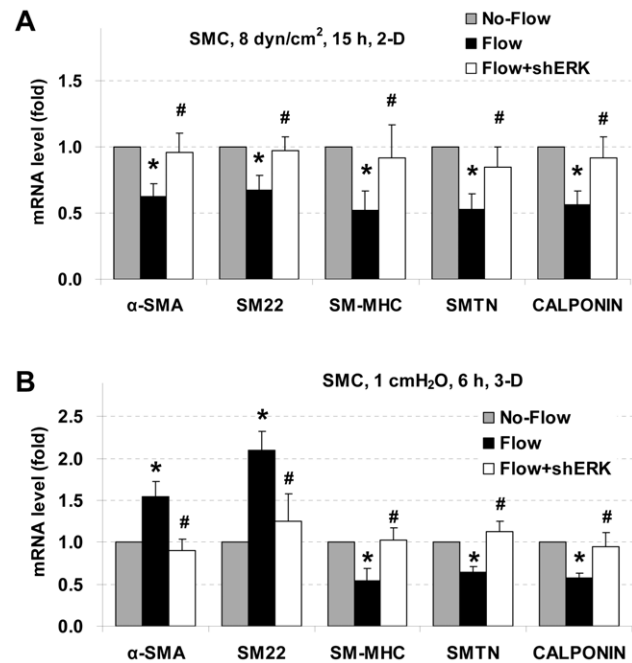 A
SMC, 8 dyn/cm², 15 h, 2-D
No-Flow
Flow
Flow+shERK
mRNA level (fold)
1.5
1.0
0.5
0.0
* # * # * # * # * #
α-SMA SM22 SM-MHC SMTN CALPONIN
B
SMC, 1 cmH₂O, 6 h, 3-D
No-Flow
Flow
Flow+shERK
mRNA level (fold)
2.5
2.0
1.5
1.0
0.5
0.0
* # * # * # * # * #
α-SMA SM22 SM-MHC SMTN CALPONIN